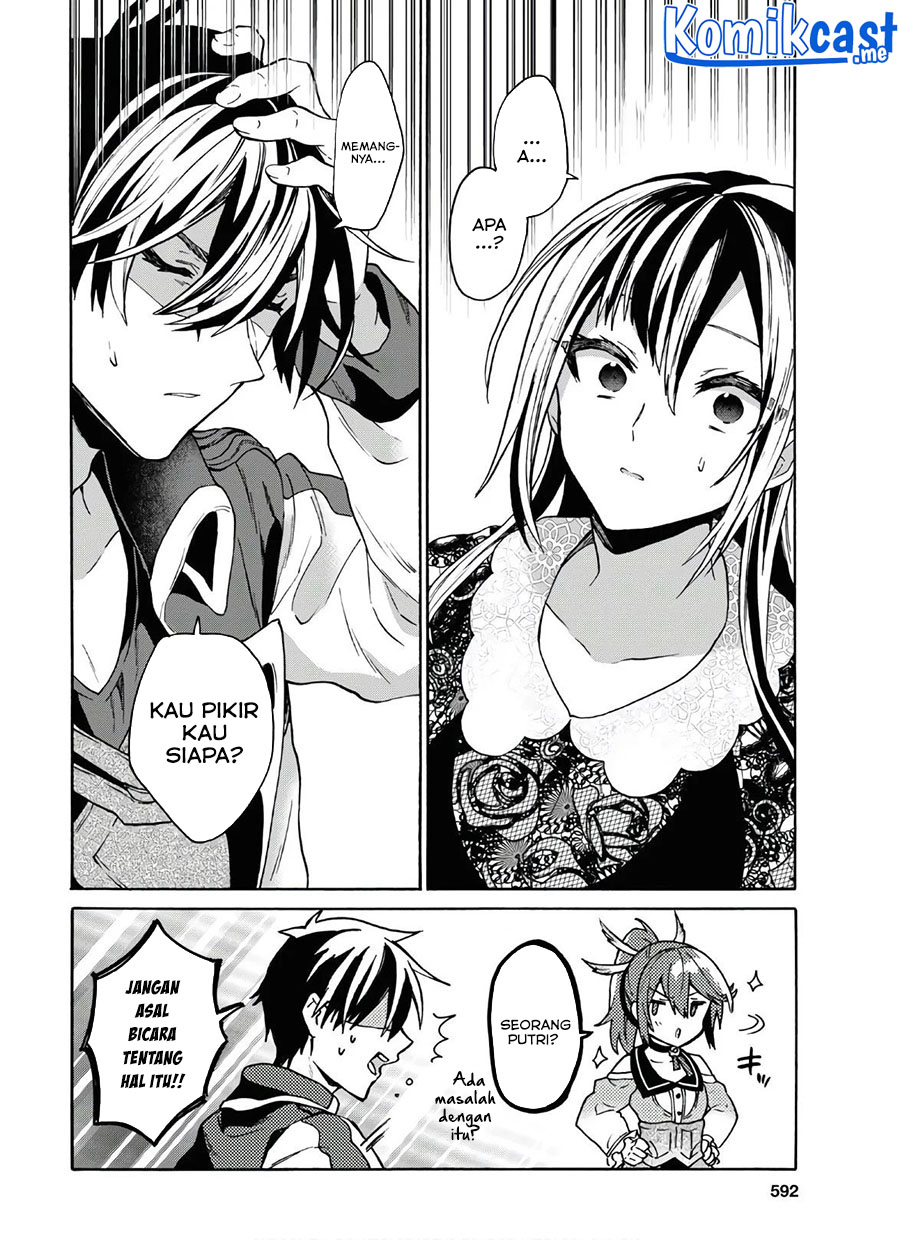 Komikcast
.me
...
A...
APA
...?
MEMANG-
NYA...
KAU PIKIR
KAU
SIAPA?
SEORANG
PUTRI?
Ada
masalah
dengan
itu?
JANGAN
ASAL
BICARA
TENTANG
HAL ITU!!
592